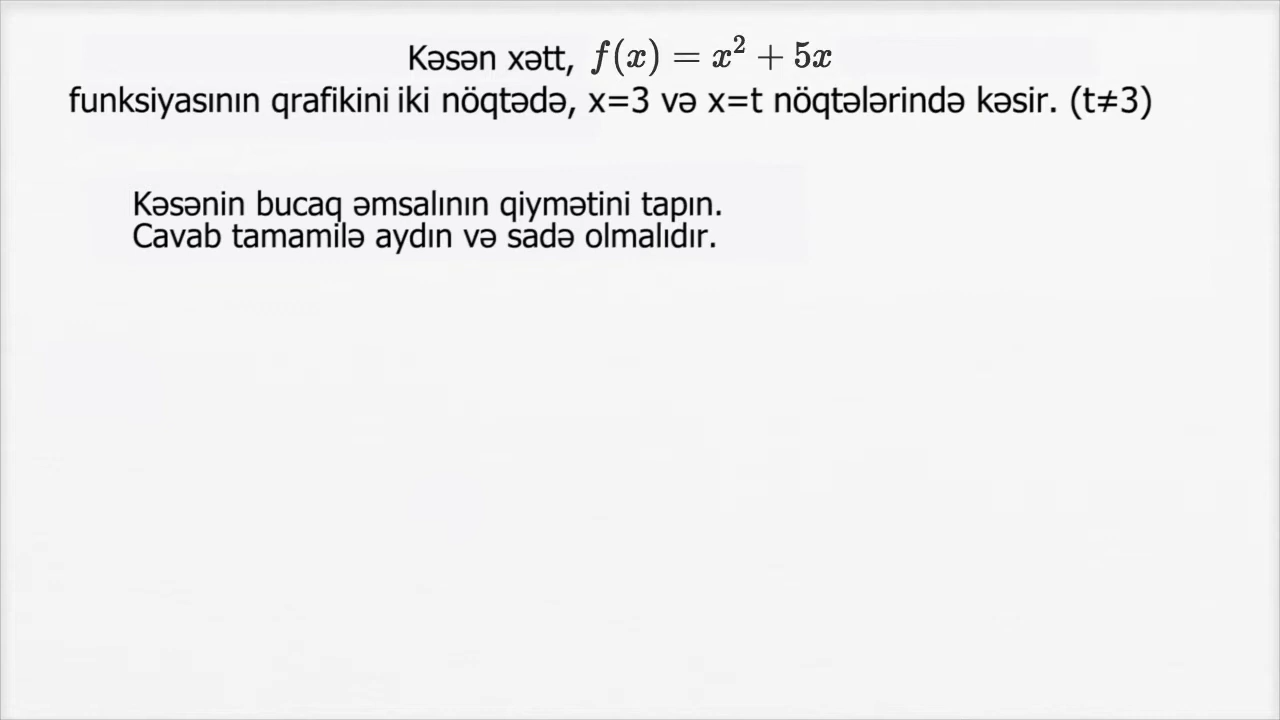 Kəsən xətt, f(x) = x² + 5x
funksiyasının qrafikini iki nöqtədə, x=3 və x=t nöqtələrində kəsir. (t≠3)
Kəsənin bucaq əmsalının qiymətini tapın.
Cavab tamamilə aydın və sadə olmalıdır.